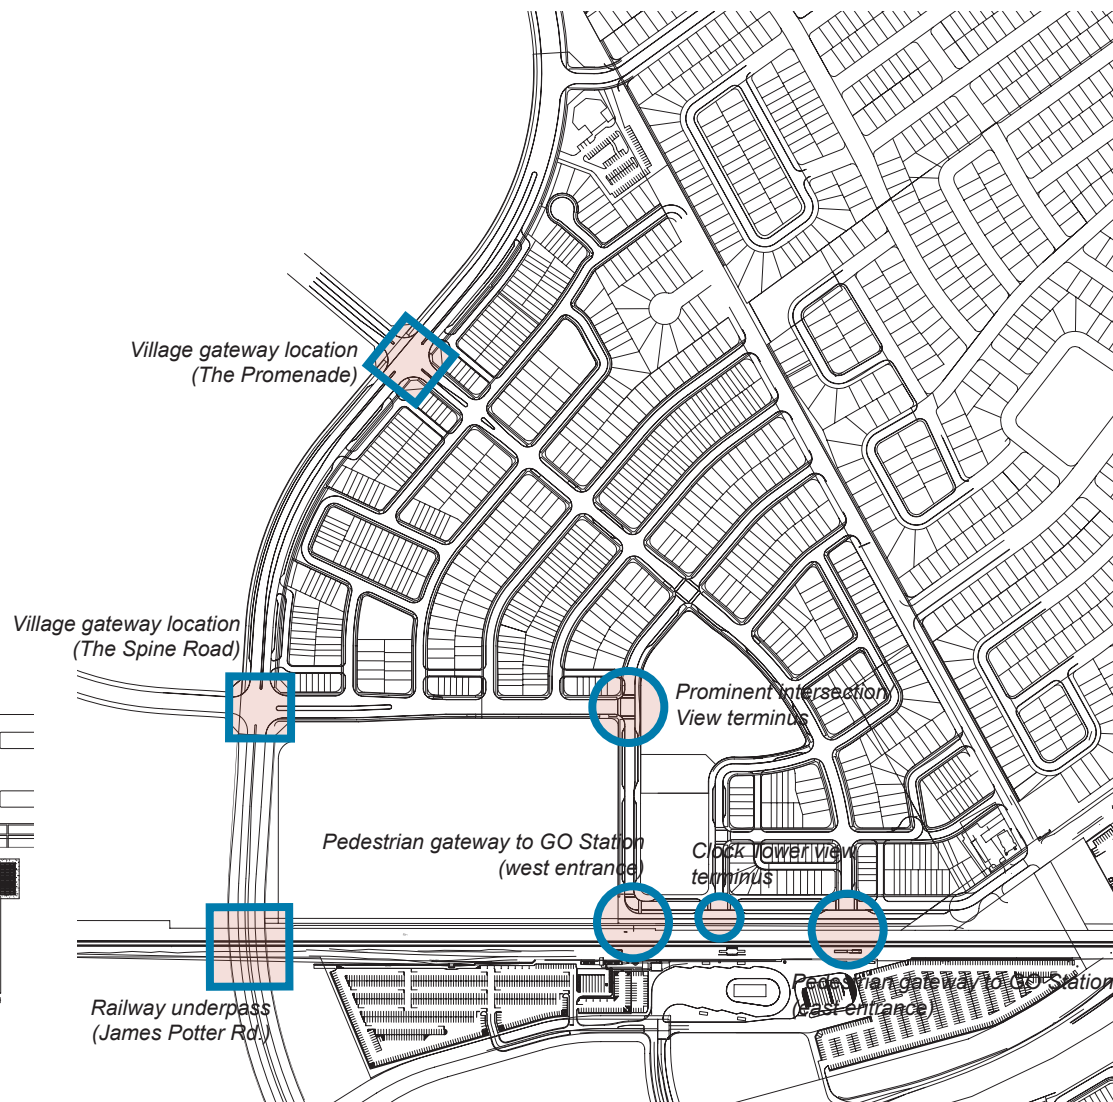 Village gateway location
(The Promenade)
Village gateway location
(The Spine Road)
Prominent intersection
View terminus
Pedestrian gateway to GO Station
(west entrance)
Clock Tower view
terminus
Pedestrian gateway to GO Station
(east entrance)
Railway underpass
(James Potter Rd.)